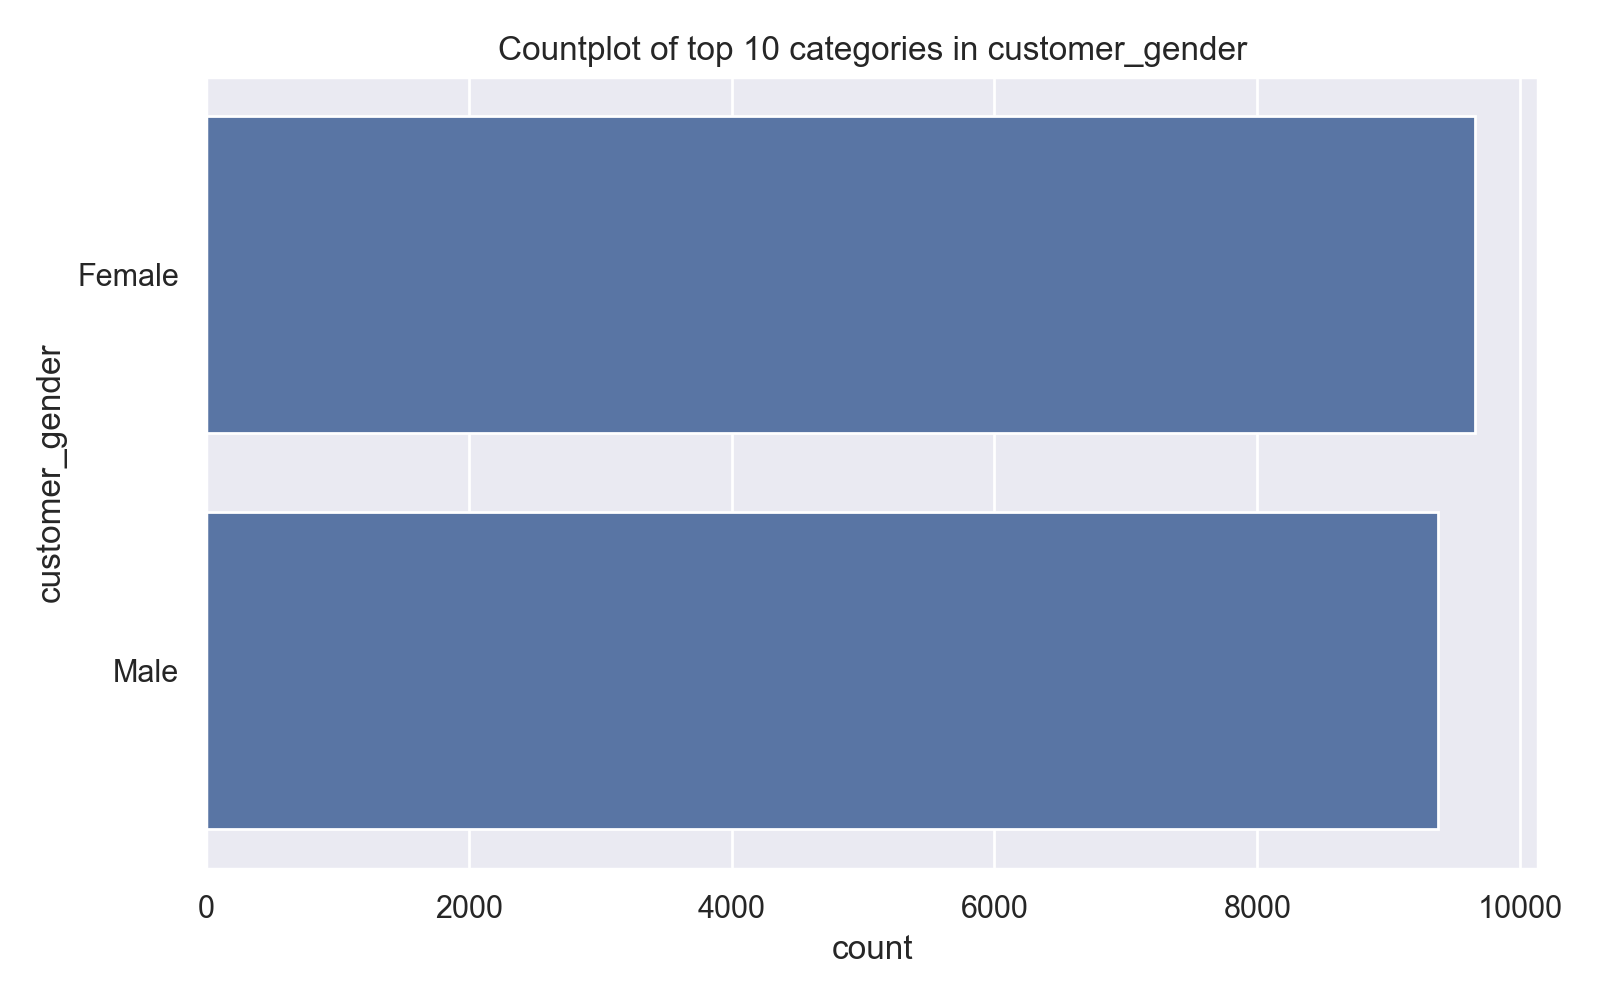 Countplot of top 10 categories in customer_gender
customer_gender
Female
Male
0 2000 4000 6000 8000 10000
count